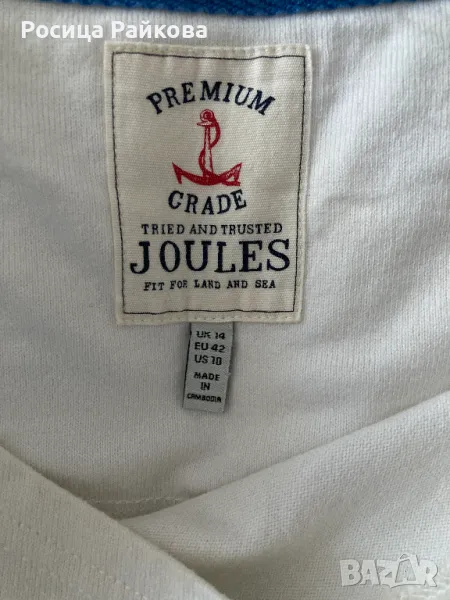 Росица Райкова
PREMIUM
GRADE
TRIED AND TRUSTED
JOULES
FIT FOR LAND AND SEA
UK 14
EU 42
US 10
MADE
IN
CAMBODIA
BAZAR